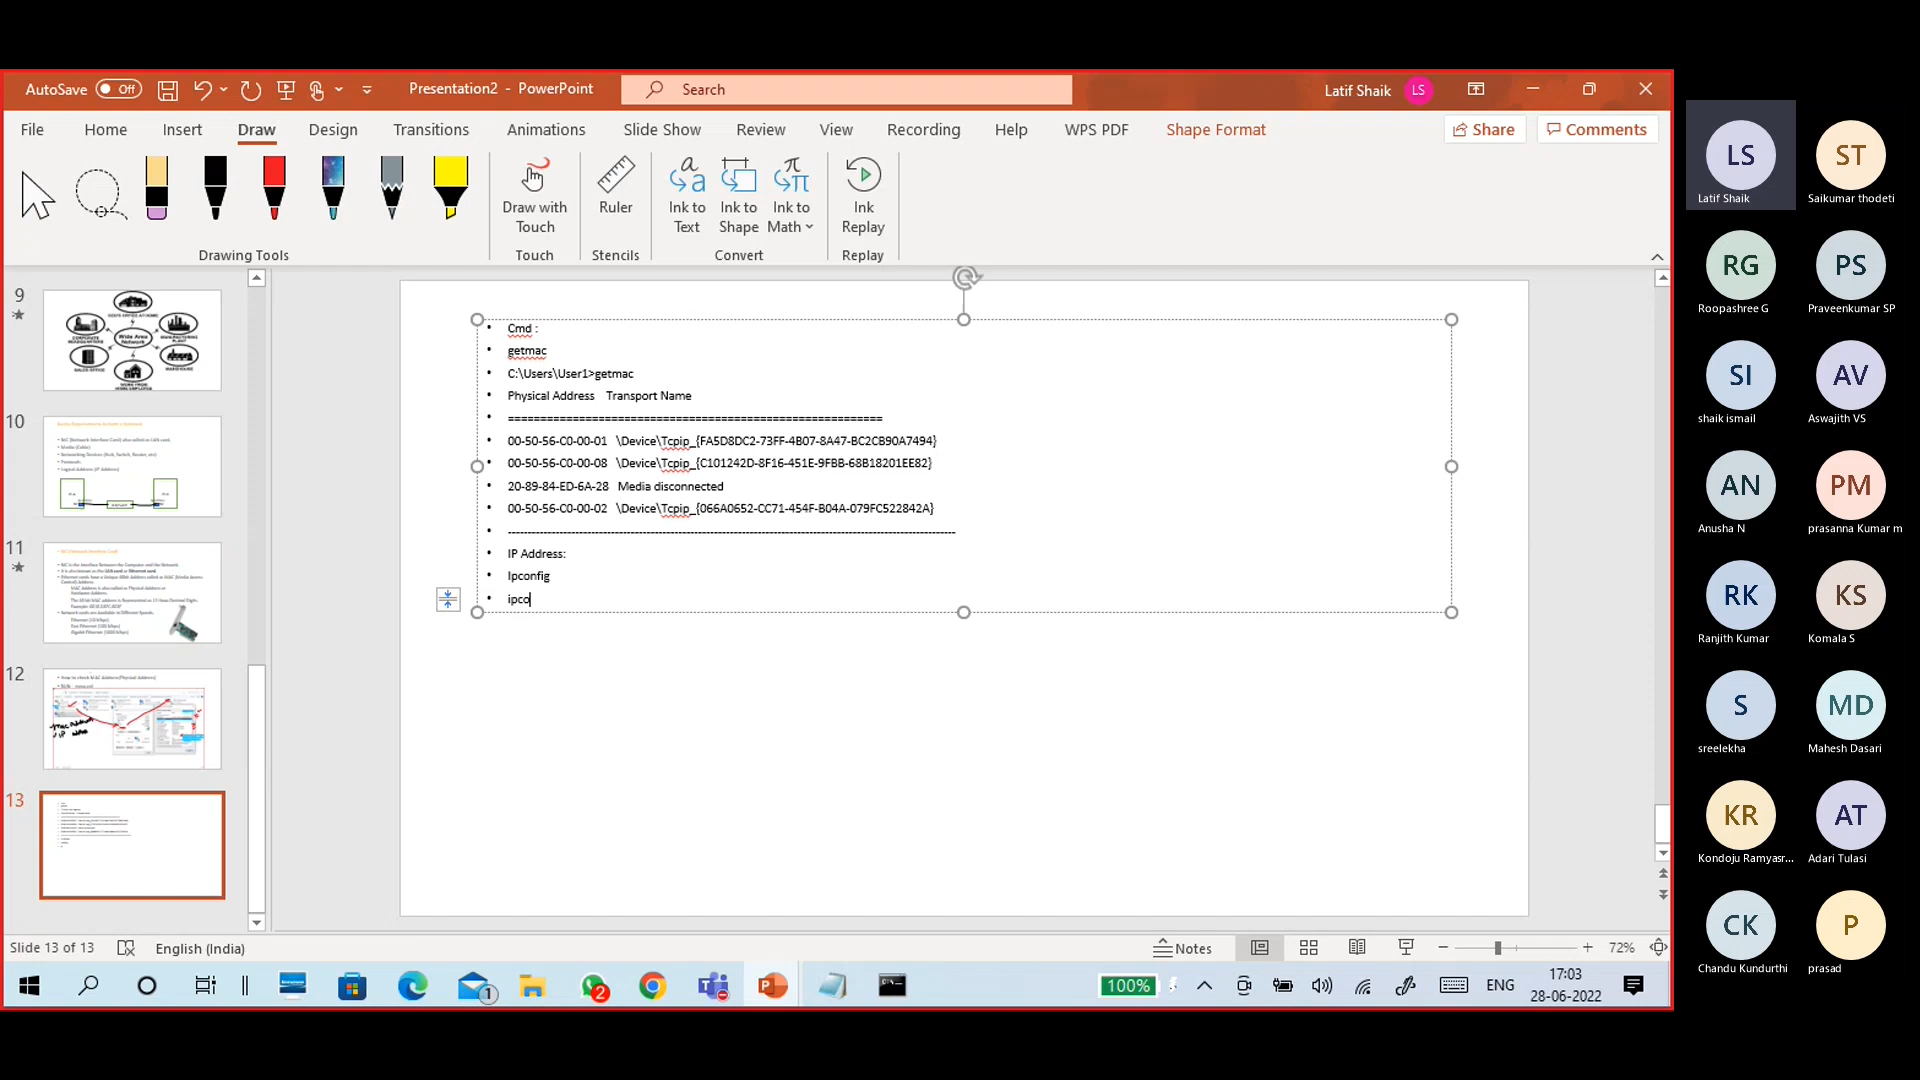 AutoSave Off
Presentation2 - PowerPoint
Search
Latif Shaik LS
File Home Insert Draw Design Transitions Animations Slide Show Review View Recording Help WPS PDF Shape Format
Share Comments
Draw with Touch
Ruler
Ink to Text
Ink to Shape
Ink to Math
Ink Replay
Drawing Tools Touch Stencils Convert Replay
9
10
11
12
13
• Cmd :
• getmac
• C:\Users\User1>getmac
• Physical Address Transport Name
• ==========================================================
• 00-50-56-C0-00-01 \Device\Tcpip_{FA5D8DC2-73FF-4B07-8A47-BC2CB90A7494}
• 00-50-56-C0-00-08 \Device\Tcpip_{C101242D-8F16-451E-9FBB-68B18201EE82}
• 20-89-84-ED-6A-28 Media disconnected
• 00-50-56-C0-00-02 \Device\Tcpip_{066A0652-CC71-454F-B04A-079FC522842A}
• ----------------------------------------------------------------------------------------------------------------
• IP Address:
• Ipconfig
• ipco
Slide 13 of 13
English (India)
Notes
72%
1
2
100%
ENG
17:03
28-06-2022
LS
Latif Shaik
ST
Saikumar thodeti
RG
Roopashree G
PS
Praveenkumar SP
SI
shaik ismail
AV
Aswajith VS
AN
Anusha N
PM
prasanna Kumar m
RK
Ranjith Kumar
KS
Komala S
S
sreelekha
MD
Mahesh Dasari
KR
Kondoju Ramyasr...
AT
Adari Tulasi
CK
Chandu Kundurthi
P
prasad